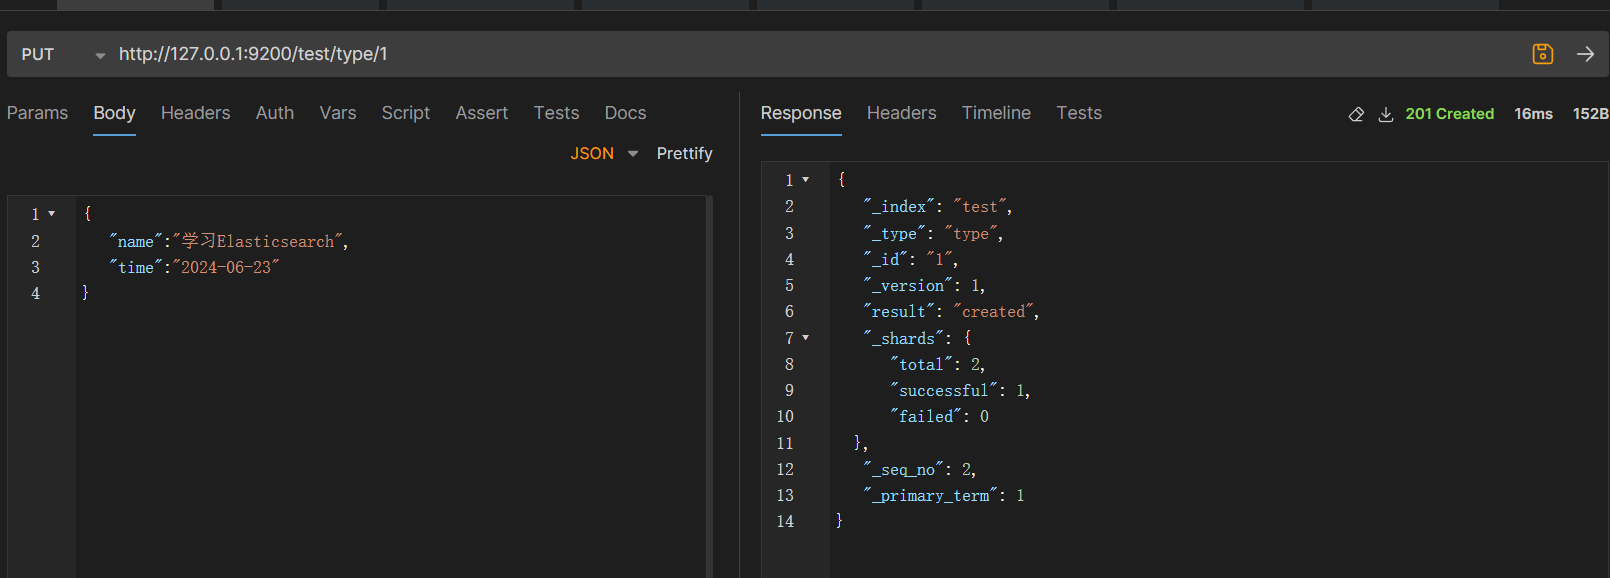 PUT http://127.0.0.1:9200/test/type/1
Params Body Headers Auth Vars Script Assert Tests Docs
JSON Prettify
1 {
2 "name":"学习Elasticsearch",
3 "time":"2024-06-23"
4 }
Response Headers Timeline Tests 201 Created 16ms 152B
1 {
2 "_index": "test",
3 "_type": "type",
4 "_id": "1",
5 "_version": 1,
6 "result": "created",
7 "_shards": {
8 "total": 2,
9 "successful": 1,
10 "failed": 0
11 },
12 "_seq_no": 2,
13 "_primary_term": 1
14 }